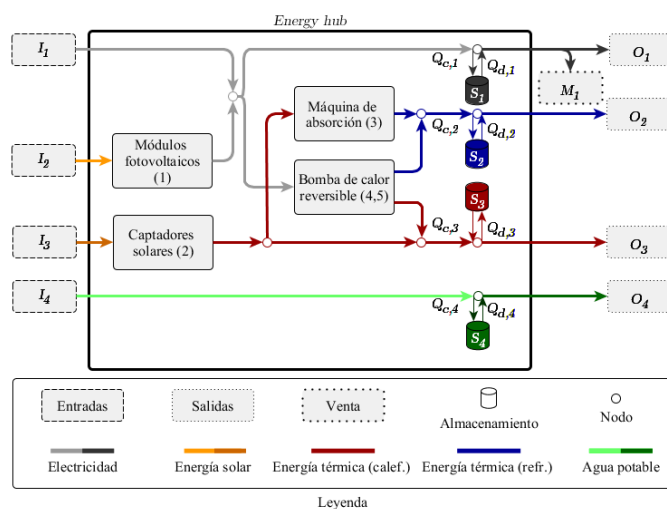 Energy hub
I1
Qc,1
Qd,1
O1
S1
M1
Máquina de
absorción (3)
Qc,2
Qd,2
O2
I2
Módulos
fotovoltaicos
(1)
S2
Bomba de calor
reversible (4,5)
S3
I3
Captadores
solares (2)
Qc,3
Qd,3
O3
I4
Qc,4
Qd,4
O4
S4
Entradas
Salidas
Venta
Almacenamiento
Nodo
Electricidad
Energía solar
Energía térmica (calef.)
Energía térmica (refr.)
Agua potable
Leyenda